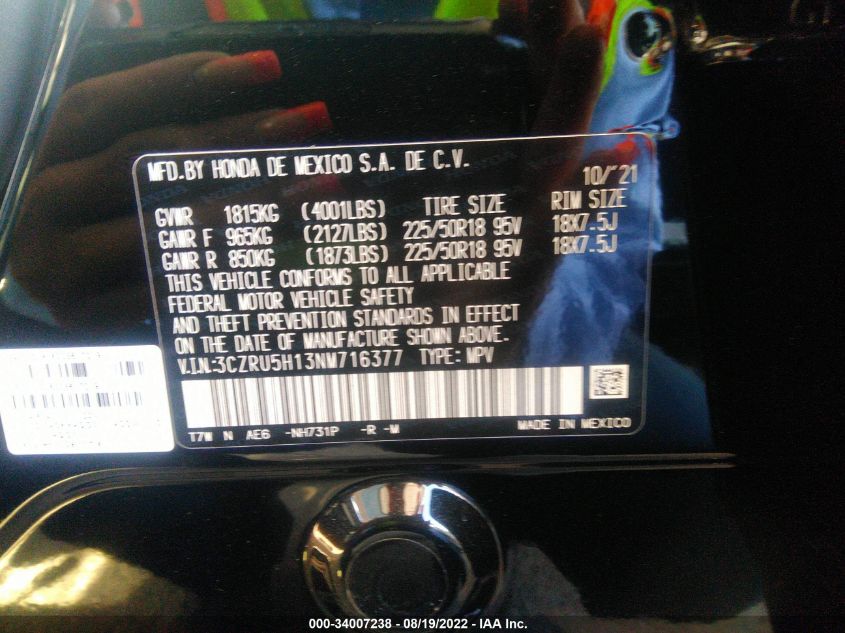 MFD.BY HONDA DE MEXICO S.A. DE C.V.
10/"21
GVWR 1815KG (4001LBS) TIRE SIZE RIM SIZE
GAWR F 965KG (2127LBS) 225/50R18 95V 18X7.5J
GAWR R 850KG (1873LBS) 225/50R18 95V 18X7.5J
THIS VEHICLE CONFORMS TO ALL APPLICABLE
FEDERAL MOTOR VEHICLE SAFETY
AND THEFT PREVENTION STANDARDS IN EFFECT
ON THE DATE OF MANUFACTURE SHOWN ABOVE.
V.I.N.:3CZRU5H13NM716377 TYPE: MPV
T7W N AE6 -NH731P -R -M MADE IN MEXICO
000-34007238 - 08/19/2022 - IAA Inc.